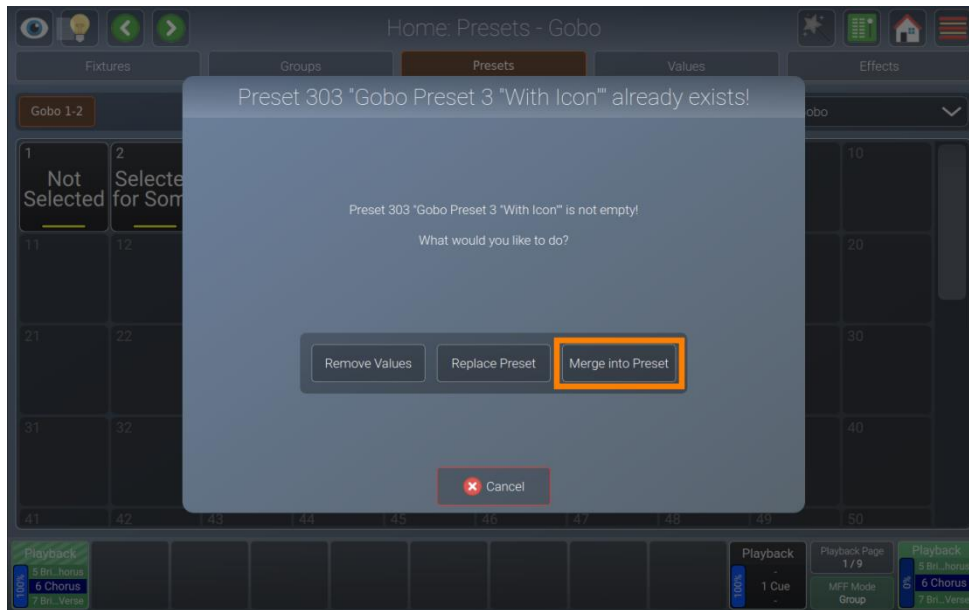 Home: Presets - Gobo
Fixtures
Groups
Presets
Values
Effects
Preset 303 "Gobo Preset 3 "With Icon"" already exists!
Gobo 1-2
obo
1
2
10
Not
Selected
Selecte
for Som
Preset 303 "Gobo Preset 3 "With Icon"" is not empty!
What would you like to do?
11
12
20
21
22
30
Remove Values
Replace Preset
Merge into Preset
31
32
40
Cancel
41
42
43
44
45
46
47
48
49
50
Playback
5 Bri...horus
6 Chorus
7 Bri...Verse
100%
Playback
-
1 Cue
-
100%
Playback Page
1 / 9
MFF Mode
Group
Playback
5 Bri...horus
6 Chorus
7 Bri...Verse
0%